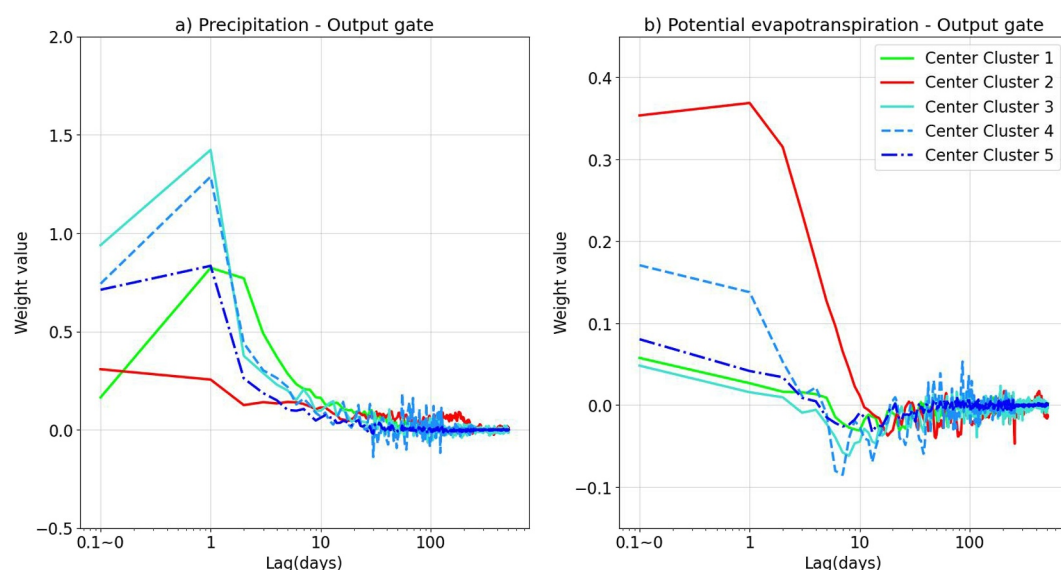 a) Precipitation - Output gate
2.0
1.5
1.0
0.5
0.0
−0.5
Weight value
0.1~0
1
10
100
Lag(days)
b) Potential evapotranspiration - Output gate
0.4
0.3
0.2
0.1
0.0
−0.1
Weight value
Center Cluster 1
Center Cluster 2
Center Cluster 3
Center Cluster 4
Center Cluster 5
0.1~0
1
10
100
Lag(days)